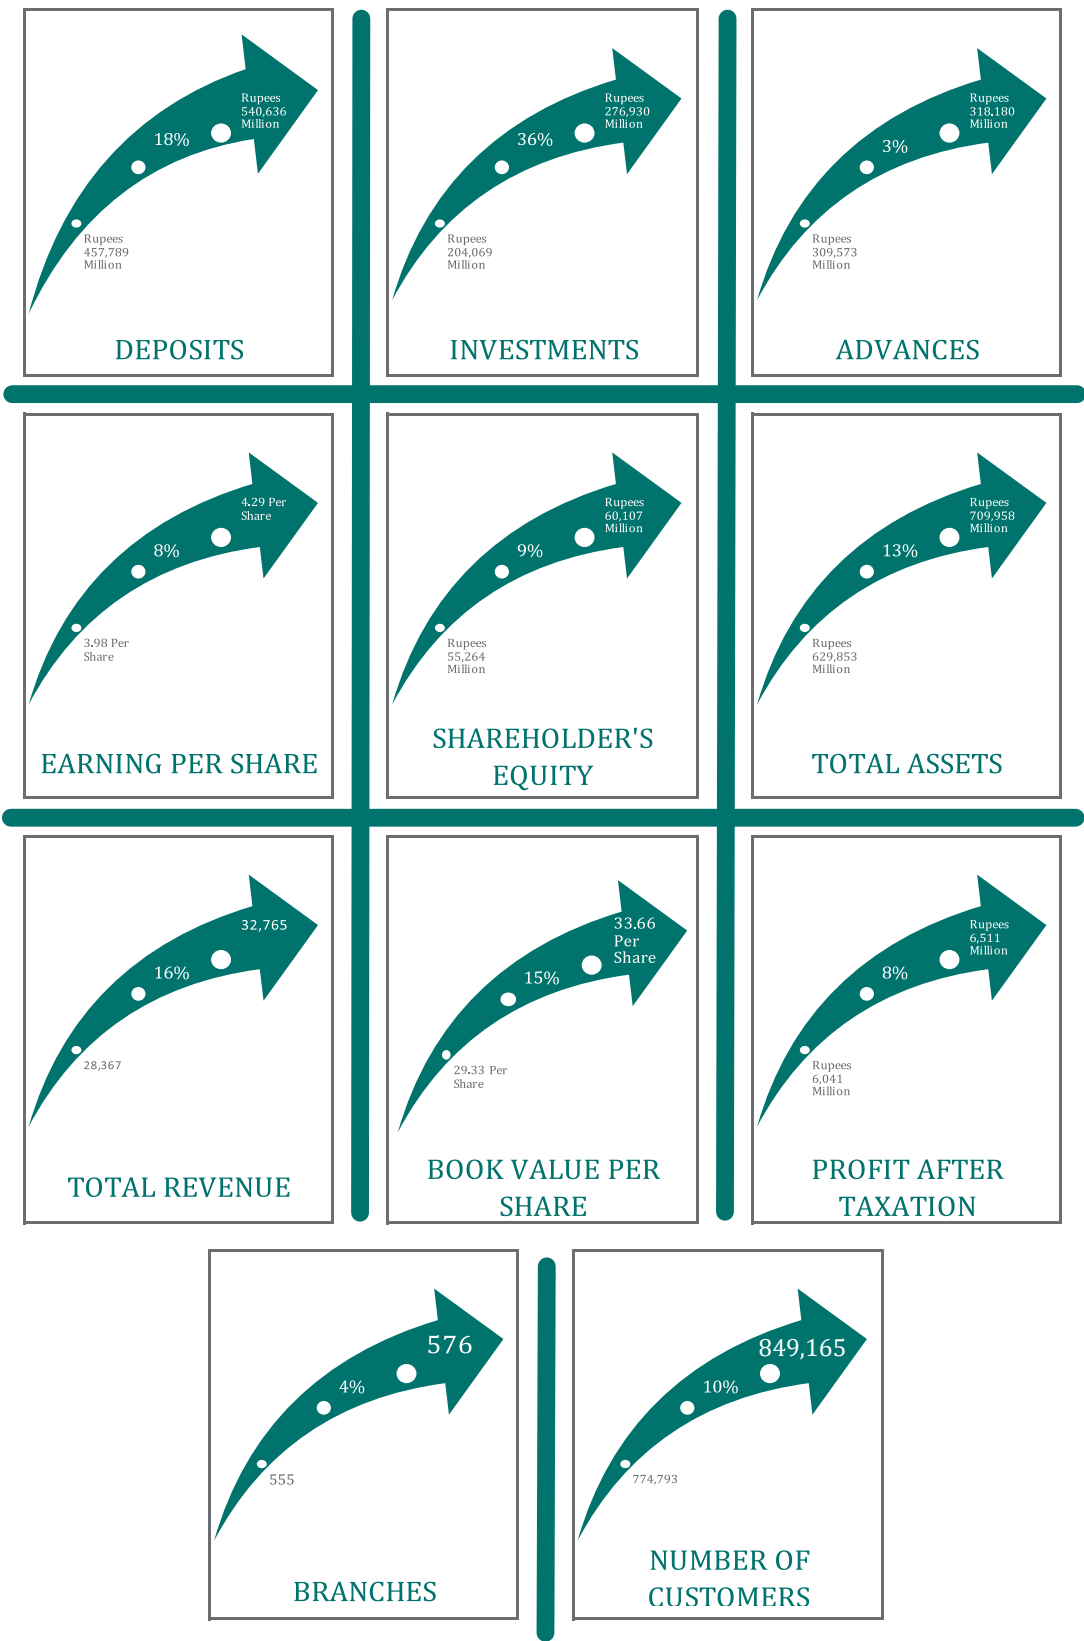 Rupees
540,636
Million
18%
Rupees
457,789
Million
DEPOSITS
Rupees
276,930
Million
36%
Rupees
204,069
Million
INVESTMENTS
Rupees
318.180
Million
3%
Rupees
309,573
Million
ADVANCES
4.29 Per
Share
8%
3.98 Per
Share
EARNING PER SHARE
Rupees
60,107
Million
9%
Rupees
55,264
Million
SHAREHOLDER'S
EQUITY
Rupees
709,958
Million
13%
Rupees
629,853
Million
TOTAL ASSETS
32,765
16%
28,367
TOTAL REVENUE
33.66
Per
Share
15%
29.33 Per
Share
BOOK VALUE PER
SHARE
Rupees
6,511
Million
8%
Rupees
6,041
Million
PROFIT AFTER
TAXATION
576
4%
555
BRANCHES
849,165
10%
774,793
NUMBER OF
CUSTOMERS